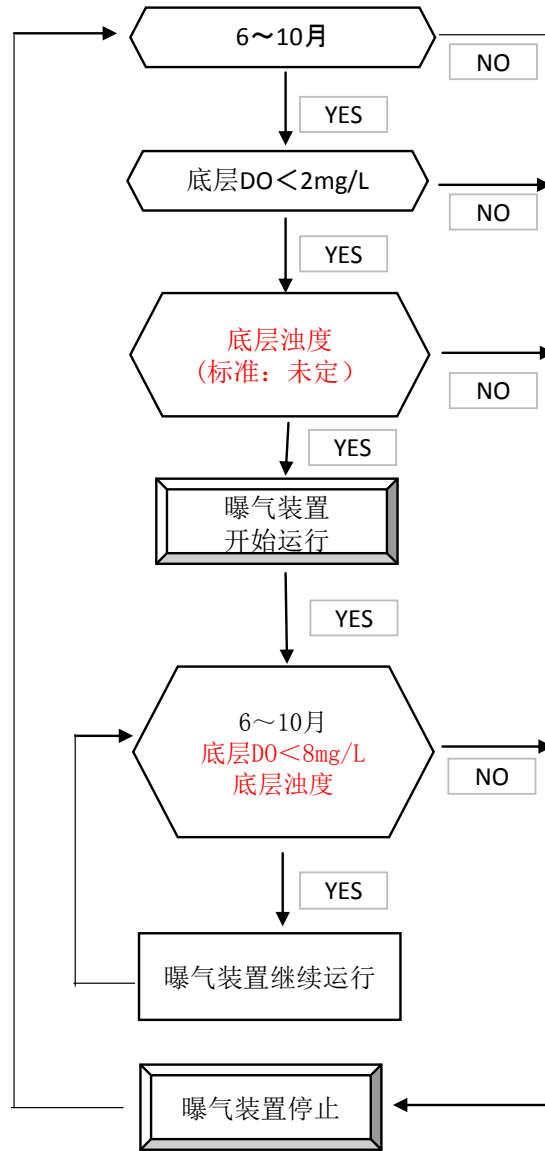 6～10月
NO
YES
底层DO＜2mg/L
NO
YES
底层浊度
(标准：未定）
NO
YES
曝气装置
开始运行
YES
6～10月
底层DO＜8mg/L
底层浊度
NO
YES
曝气装置继续运行
曝气装置停止